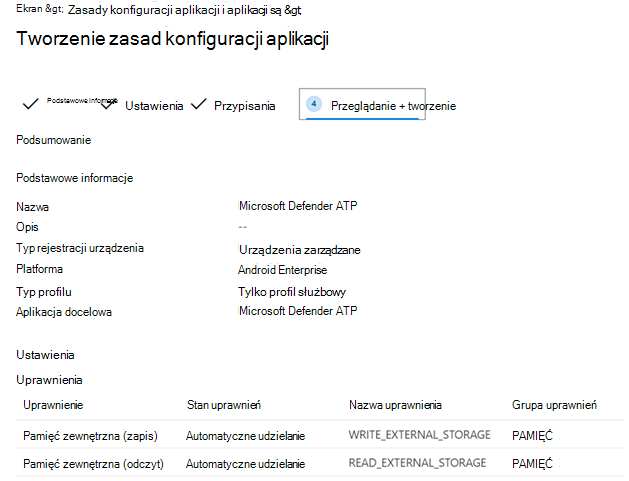 Ekran &gt; Zasady konfiguracji aplikacji i aplikacji są &gt;
Tworzenie zasad konfiguracji aplikacji
Podstawowe informacje Ustawienia Przypisania 4 Przeglądanie + tworzenie
Podsumowanie
Podstawowe informacje
Nazwa Microsoft Defender ATP
Opis --
Typ rejestracji urządzenia Urządzenia zarządzane
Platforma Android Enterprise
Typ profilu Tylko profil służbowy
Aplikacja docelowa Microsoft Defender ATP
Ustawienia
Uprawnienia
Uprawnienie Stan uprawnień Nazwa uprawnienia Grupa uprawnień
Pamięć zewnętrzna (zapis) Automatyczne udzielanie WRITE_EXTERNAL_STORAGE PAMIĘĆ
Pamięć zewnętrzna (odczyt) Automatyczne udzielanie READ_EXTERNAL_STORAGE PAMIĘĆ